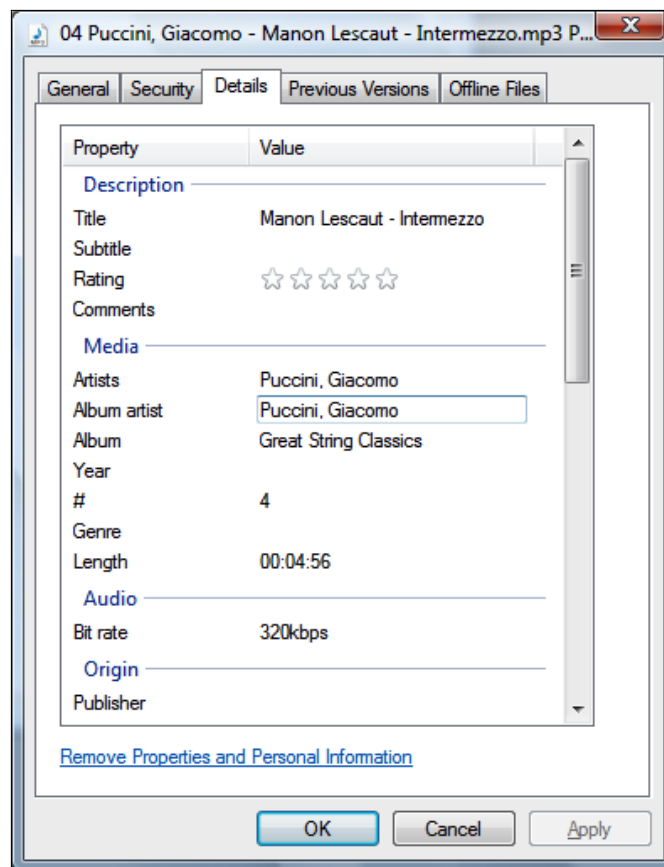 04 Puccini, Giacomo - Manon Lescaut - Intermezzo.mp3 P...
General Security Details Previous Versions Offline Files
Property Value
Description
Title Manon Lescaut - Intermezzo
Subtitle
Rating
Comments
Media
Artists Puccini, Giacomo
Album artist Puccini, Giacomo
Album Great String Classics
Year
# 4
Genre
Length 00:04:56
Audio
Bit rate 320kbps
Origin
Publisher
Remove Properties and Personal Information
OK Cancel Apply